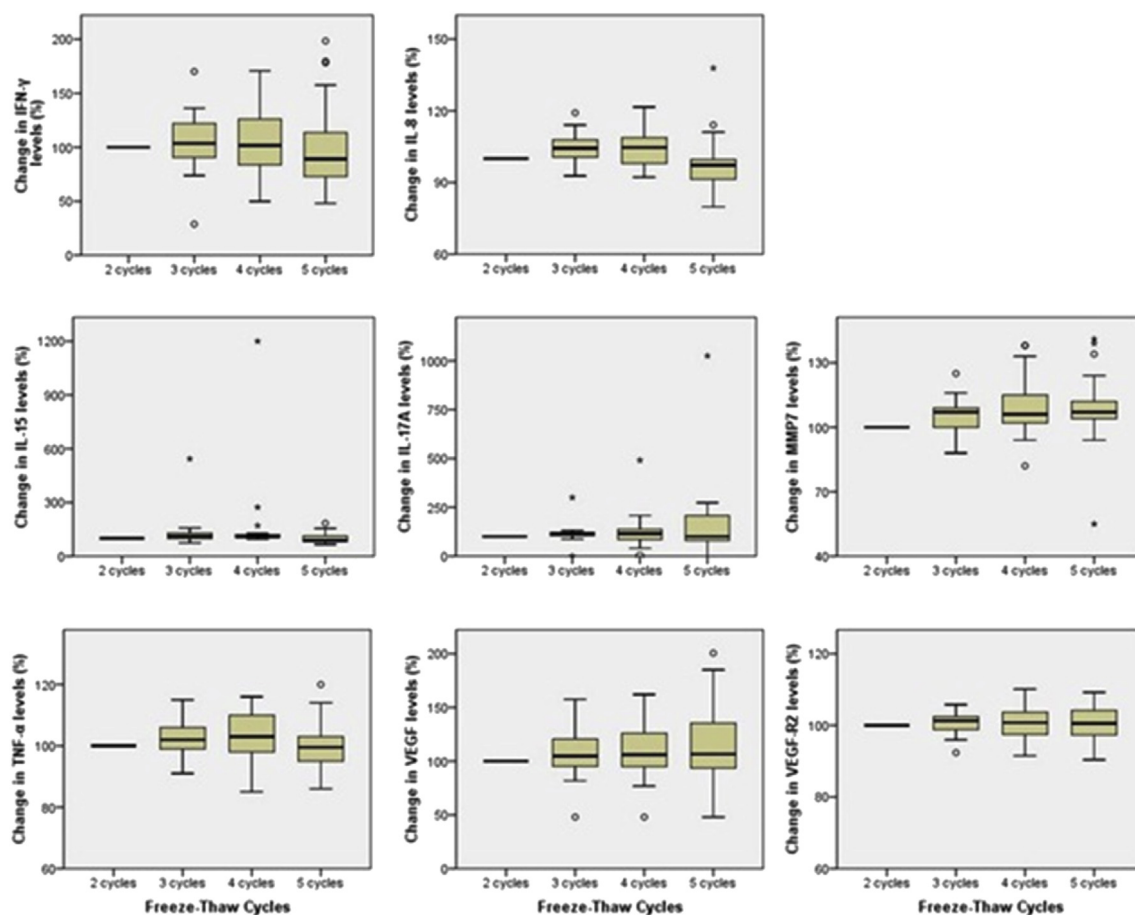 Change in IFN-γ
levels (%)
200
150
100
50
0
2 cycles 3 cycles 4 cycles 5 cycles
Change in IL-8 levels (%)
150
120
90
60
2 cycles 3 cycles 4 cycles 5 cycles
Change in IL-15 levels (%)
1200
900
600
300
0
2 cycles 3 cycles 4 cycles 5 cycles
Change in IL-17A levels (%)
1000
750
500
250
0
2 cycles 3 cycles 4 cycles 5 cycles
Change in MMP7 levels (%)
130
100
70
40
2 cycles 3 cycles 4 cycles 5 cycles
Change in TNF-α levels (%)
120
100
80
60
2 cycles 3 cycles 4 cycles 5 cycles
Freeze-Thaw Cycles
Change in VEGF levels (%)
200
150
100
50
0
2 cycles 3 cycles 4 cycles 5 cycles
Freeze-Thaw Cycles
Change in VEGF-R2 levels (%)
120
100
80
60
2 cycles 3 cycles 4 cycles 5 cycles
Freeze-Thaw Cycles